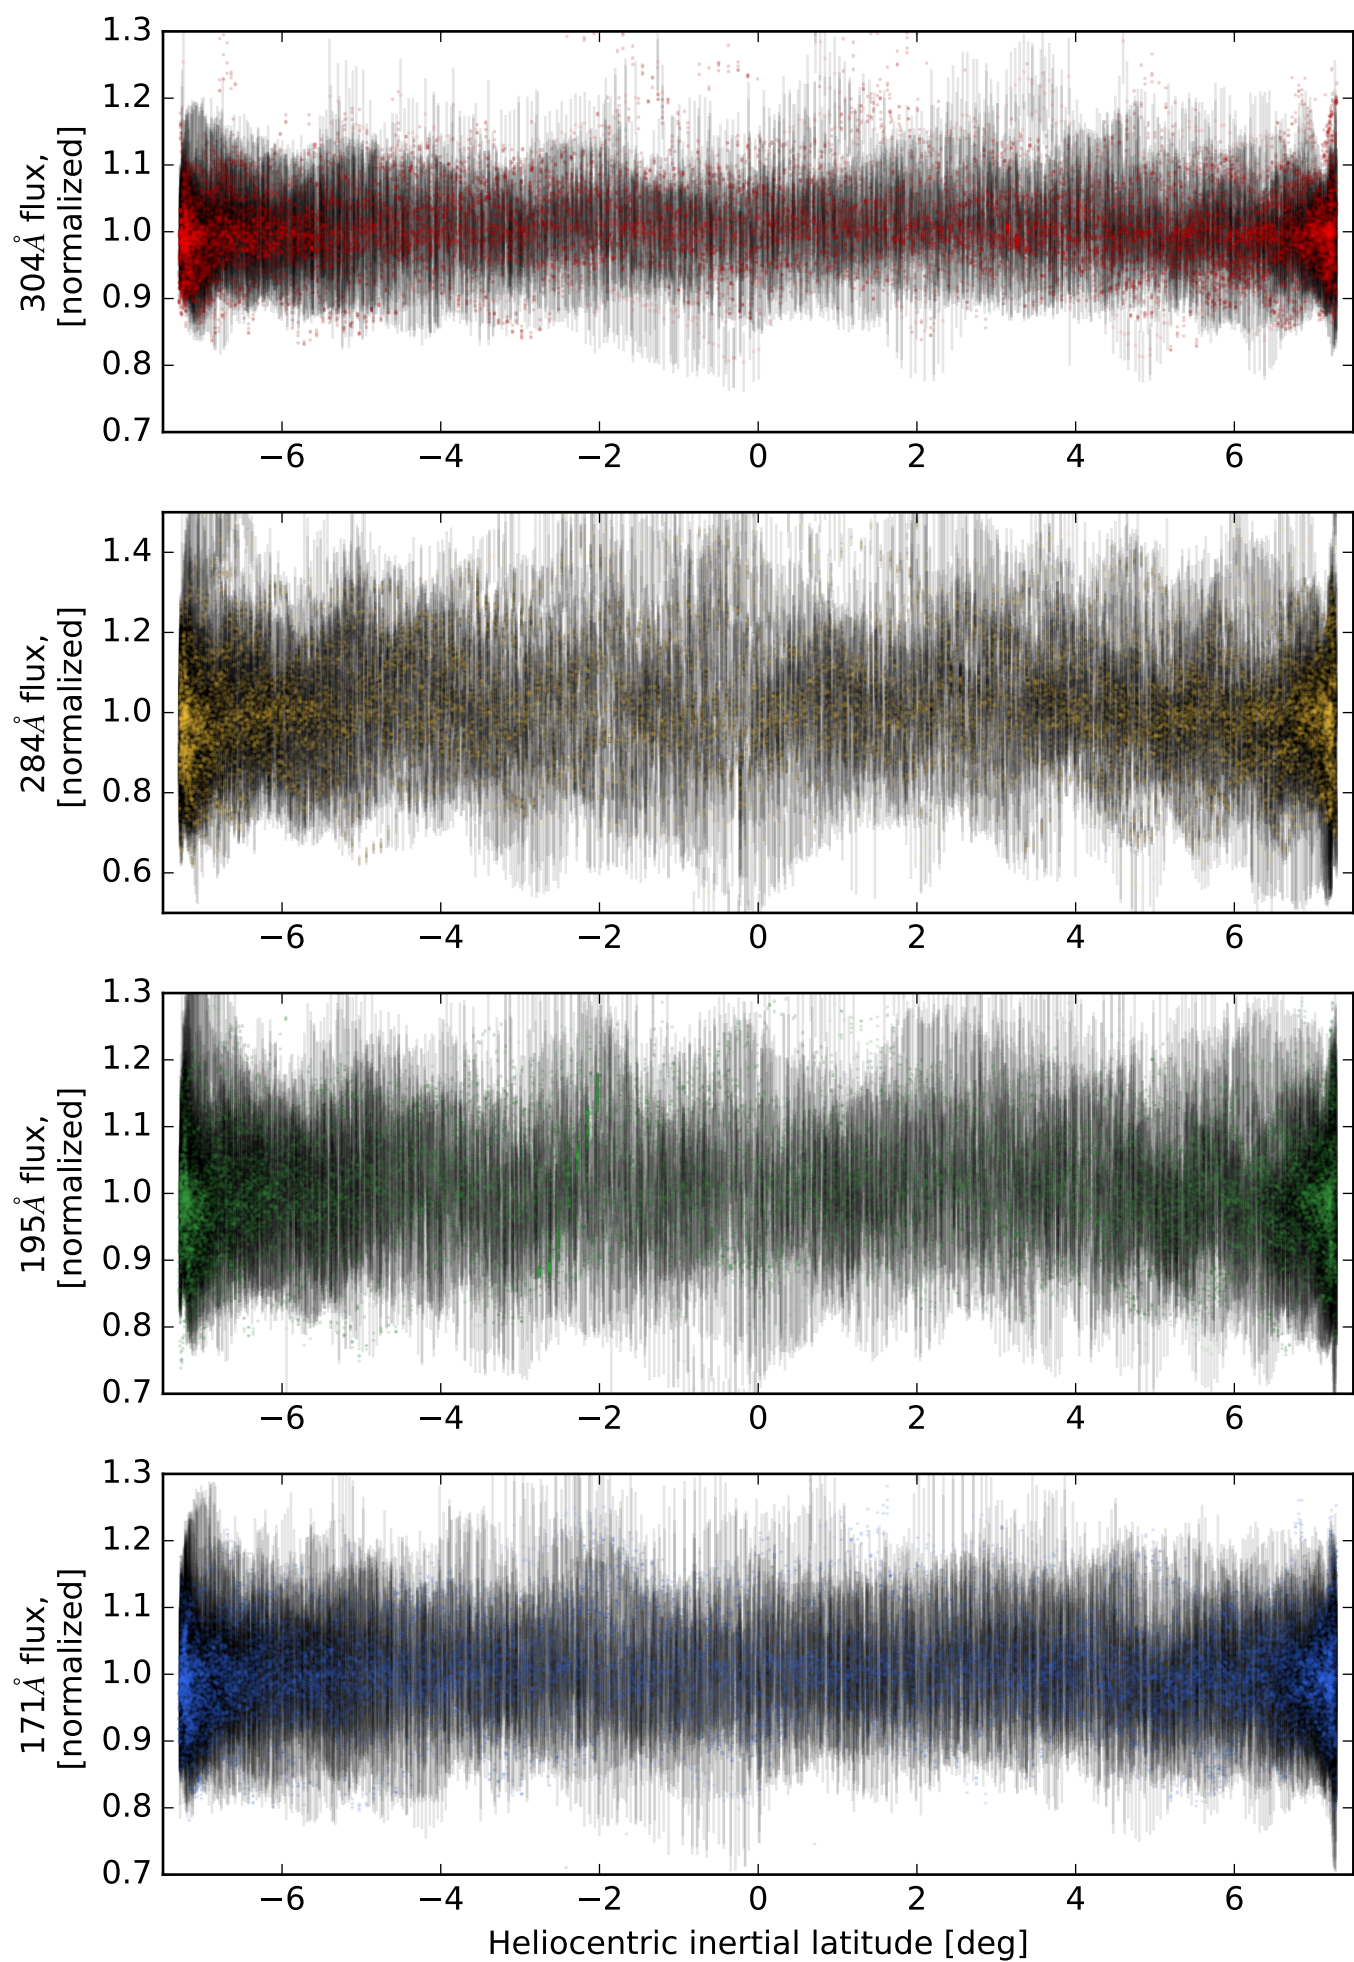 304Å flux,
[normalized]
1.3
1.2
1.1
1.0
0.9
0.8
0.7
−6 −4 −2 0 2 4 6
284Å flux,
[normalized]
1.4
1.2
1.0
0.8
0.6
−6 −4 −2 0 2 4 6
195Å flux,
[normalized]
1.3
1.2
1.1
1.0
0.9
0.8
0.7
−6 −4 −2 0 2 4 6
171Å flux,
[normalized]
1.3
1.2
1.1
1.0
0.9
0.8
0.7
−6 −4 −2 0 2 4 6
Heliocentric inertial latitude [deg]